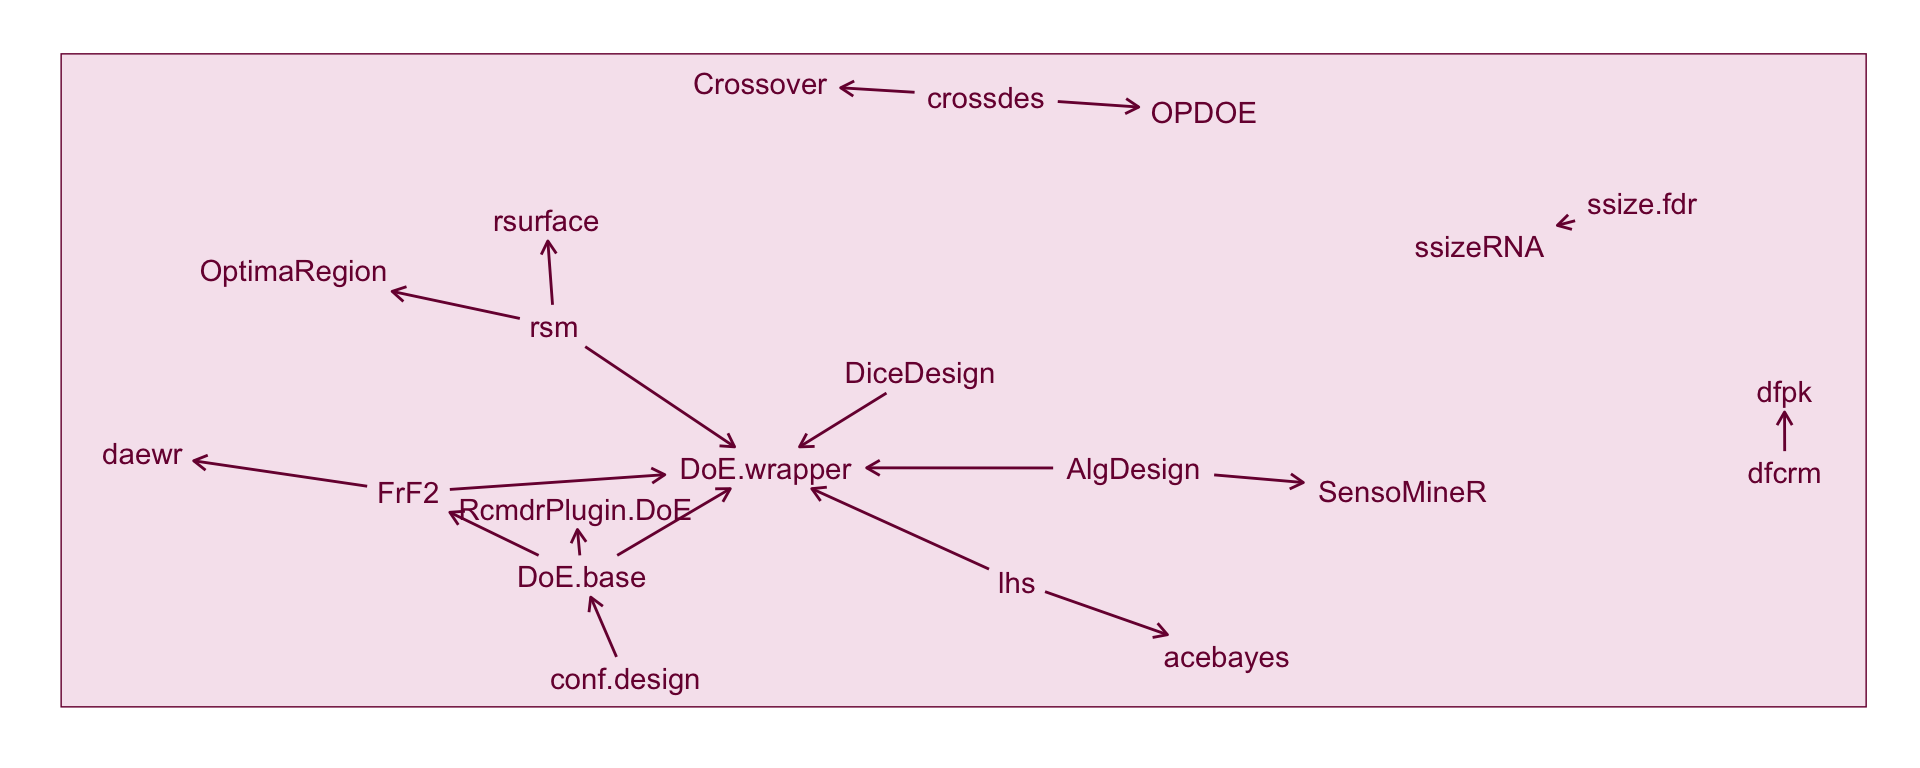 Crossover
crossdes
OPDOE
ssize.fdr
rsurface
ssizeRNA
OptimaRegion
rsm
DiceDesign
dfpk
daewr
DoE.wrapper
AlgDesign
dfcrm
FrF2
SensoMineR
RcmdrPlugin.DoE
DoE.base
lhs
acebayes
conf.design